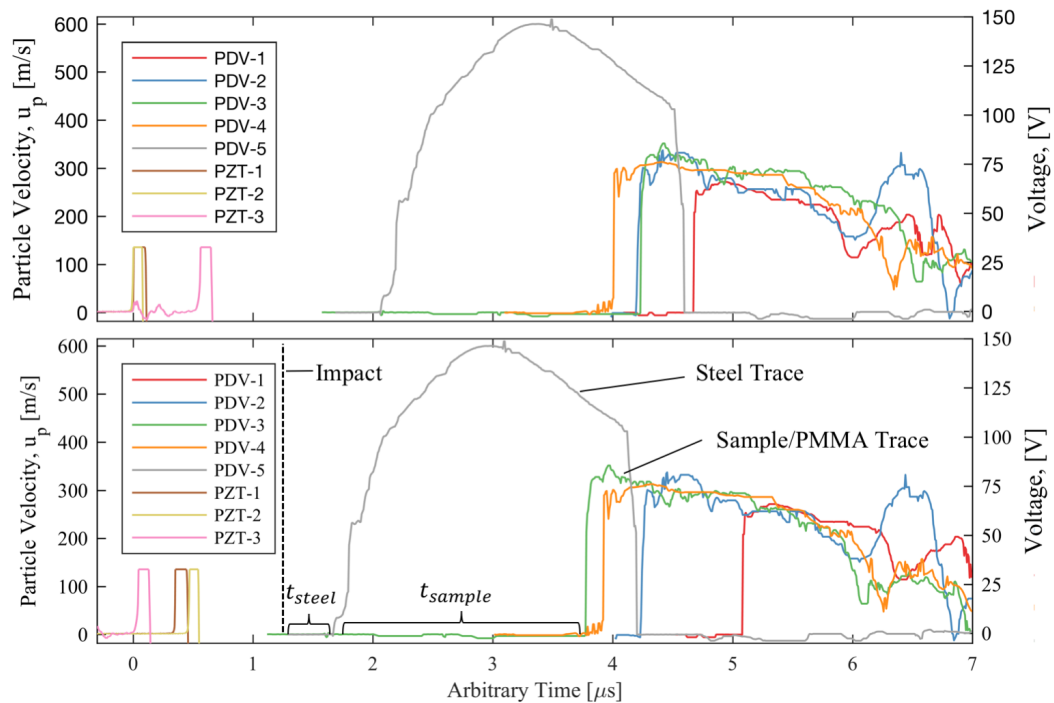 600
500
400
300
200
100
0
Particle Velocity, u_p [m/s]
PDV-1
PDV-2
PDV-3
PDV-4
PDV-5
PZT-1
PZT-2
PZT-3
150
125
100
75
50
25
0
Voltage, [V]
600
500
400
300
200
100
0
Particle Velocity, u_p [m/s]
PDV-1
PDV-2
PDV-3
PDV-4
PDV-5
PZT-1
PZT-2
PZT-3
Impact
Steel Trace
Sample/PMMA Trace
t_steel
t_sample
150
125
100
75
50
25
0
Voltage, [V]
0 1 2 3 4 5 6 7
Arbitrary Time [μs]